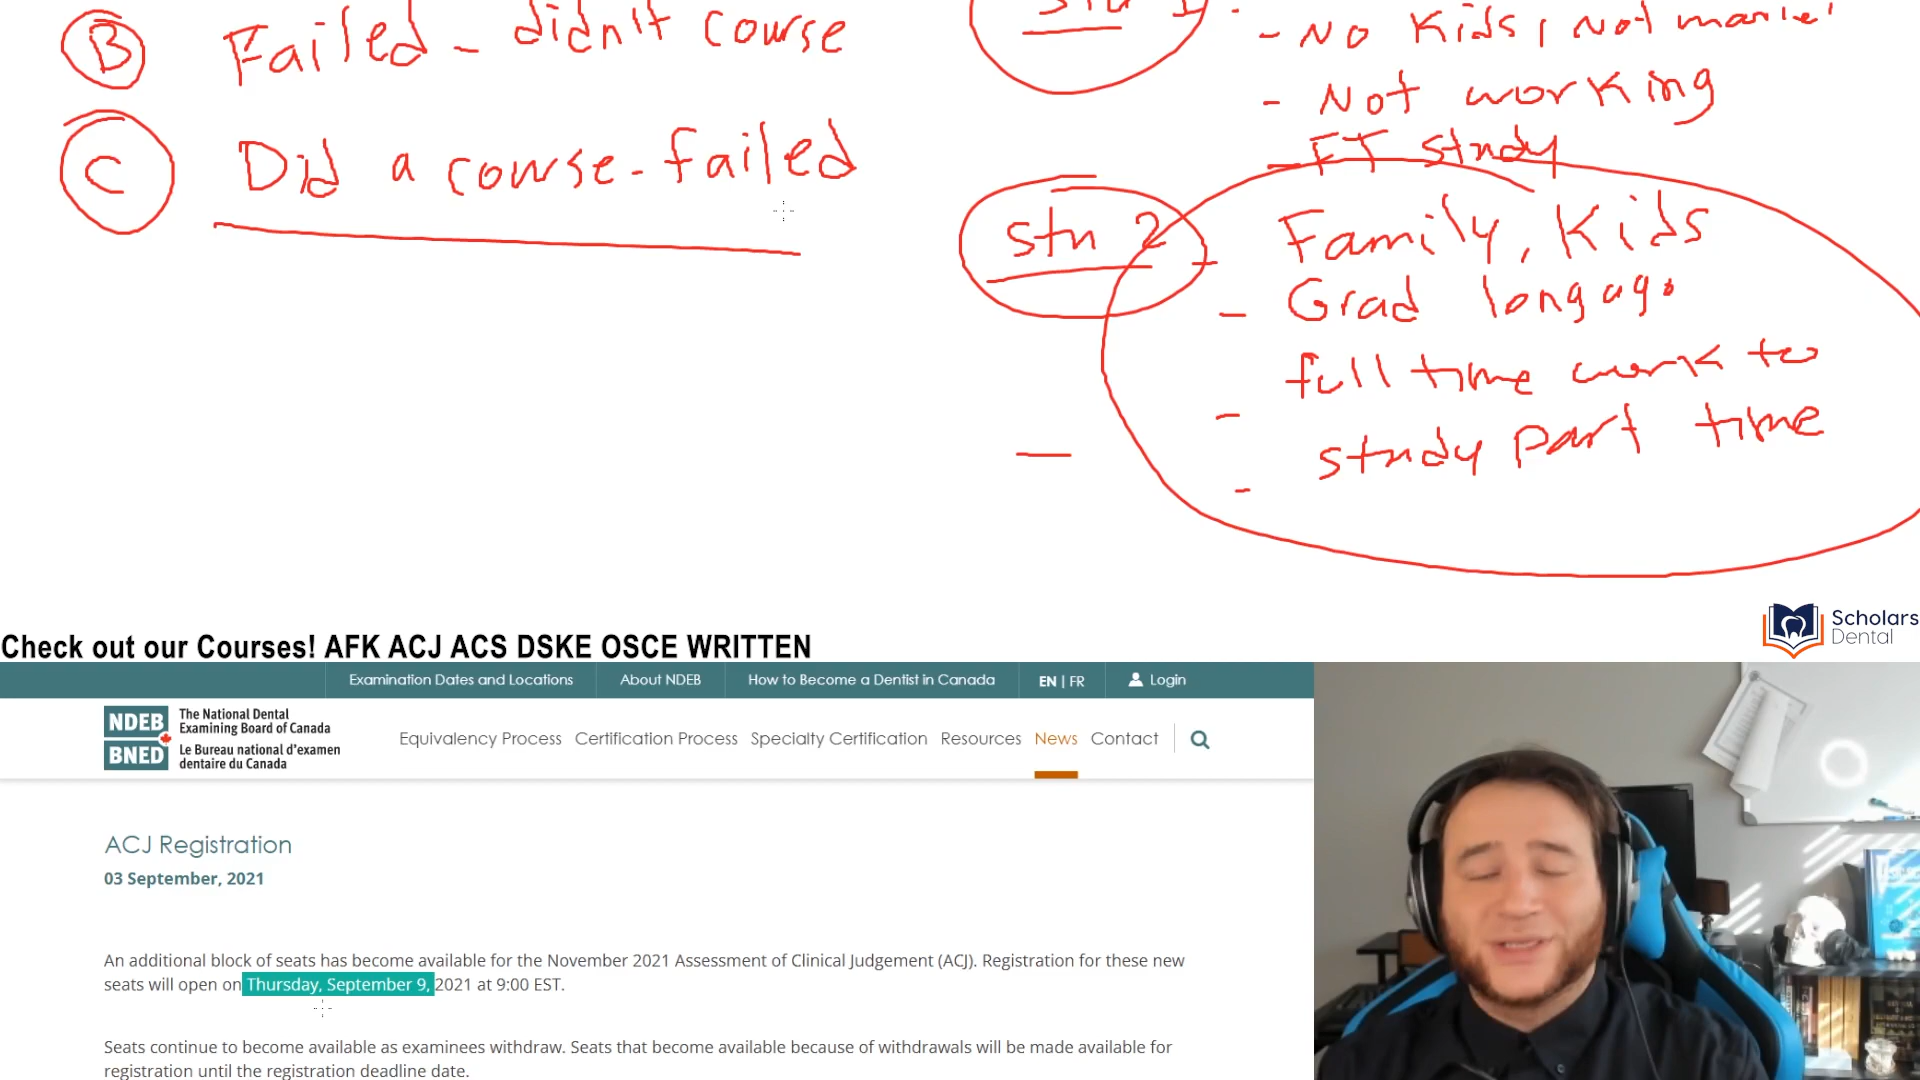 B Failed - didn't course
C Did a course - failed
- No Kids, Not
- Not working
- FT study
stu 2 - Family, Kids
- Grad long ago
- full time work to
- study part time
Scholars
Dental
Check out our Courses! AFK ACJ ACS DSKE OSCE WRITTEN
Examination Dates and Locations About NDEB How to Become a Dentist in Canada EN | FR Login
NDEB BNED
The National Dental
Examining Board of Canada
Le Bureau national d'examen
dentaire du Canada
Equivalency Process Certification Process Specialty Certification Resources News Contact
ACJ Registration
03 September, 2021
An additional block of seats has become available for the November 2021 Assessment of Clinical Judgement (ACJ). Registration for these new
seats will open on Thursday, September 9, 2021 at 9:00 EST.
Seats continue to become available as examinees withdraw. Seats that become available because of withdrawals will be made available for
registration until the registration deadline date.